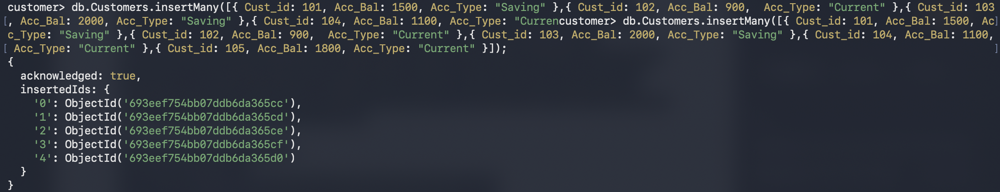 customer> db.Customers.insertMany([{ Cust_id: 101, Acc_Bal: 1500, Acc_Type: "Saving" },{ Cust_id: 102, Acc_Bal: 900,  Acc_Type: "Current" },{ Cust_id: 103
[, Acc_Bal: 2000, Acc_Type: "Saving" },{ Cust_id: 104, Acc_Bal: 1100, Acc_Type: "Currencustomer> db.Customers.insertMany([{ Cust_id: 101, Acc_Bal: 1500, Ac]
c_Type: "Saving" },{ Cust_id: 102, Acc_Bal: 900,  Acc_Type: "Current" },{ Cust_id: 103, Acc_Bal: 2000, Acc_Type: "Saving" },{ Cust_id: 104, Acc_Bal: 1100,
[ Acc_Type: "Current" },{ Cust_id: 105, Acc_Bal: 1800, Acc_Type: "Current" }]); ]
{
  acknowledged: true,
  insertedIds: {
    '0': ObjectId('693eef754bb07ddb6da365cc'),
    '1': ObjectId('693eef754bb07ddb6da365cd'),
    '2': ObjectId('693eef754bb07ddb6da365ce'),
    '3': ObjectId('693eef754bb07ddb6da365cf'),
    '4': ObjectId('693eef754bb07ddb6da365d0')
  }
}